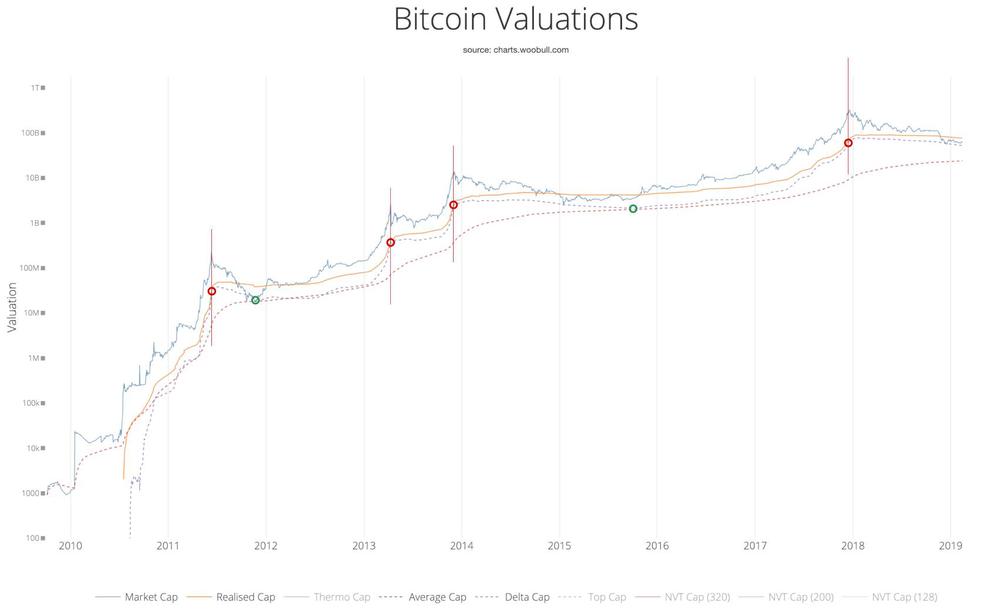 Bitcoin Valuations
source: charts.woobull.com
Valuation
1T
100B
10B
1B
100M
10M
1M
100k
10k
1000
100
2010 2011 2012 2013 2014 2015 2016 2017 2018 2019
Market Cap Realised Cap Thermo Cap Average Cap Delta Cap Top Cap NVT Cap (320) NVT Cap (200) NVT Cap (128)